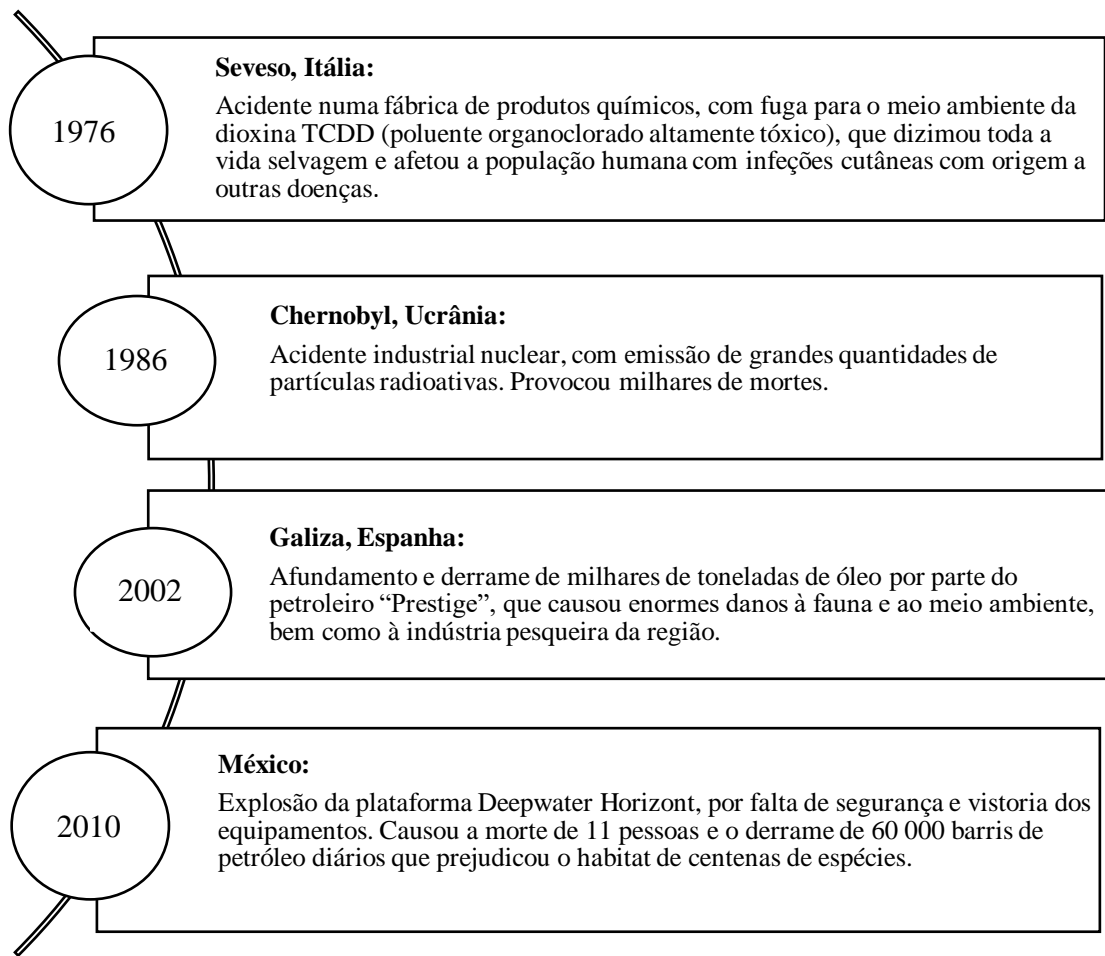 1976
Seveso, Itália:
Acidente numa fábrica de produtos químicos, com fuga para o meio ambiente da
dioxina TCDD (poluente organoclorado altamente tóxico), que dizimou toda a
vida selvagem e afetou a população humana com infeções cutâneas com origem a
outras doenças.
1986
Chernobyl, Ucrânia:
Acidente industrial nuclear, com emissão de grandes quantidades de
partículas radioativas. Provocou milhares de mortes.
2002
Galiza, Espanha:
Afundamento e derrame de milhares de toneladas de óleo por parte do
petroleiro “Prestige”, que causou enormes danos à fauna e ao meio ambiente,
bem como à indústria pesqueira da região.
2010
México:
Explosão da plataforma Deepwater Horizont, por falta de segurança e vistoria dos
equipamentos. Causou a morte de 11 pessoas e o derrame de 60 000 barris de
petróleo diários que prejudicou o habitat de centenas de espécies.